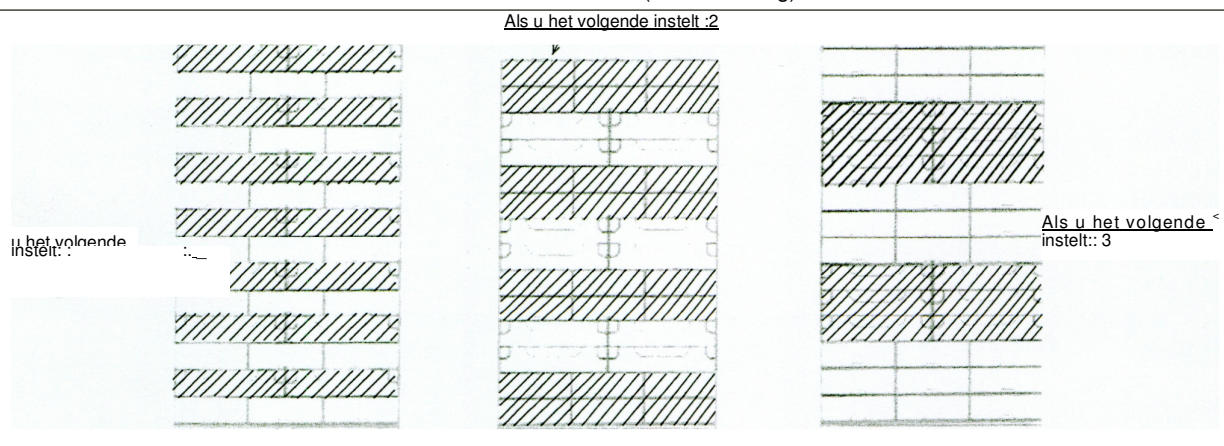 Als u het volgende instelt :2
u het volgende
instelt: :
:._
Als u het volgende <
instelt:: 3